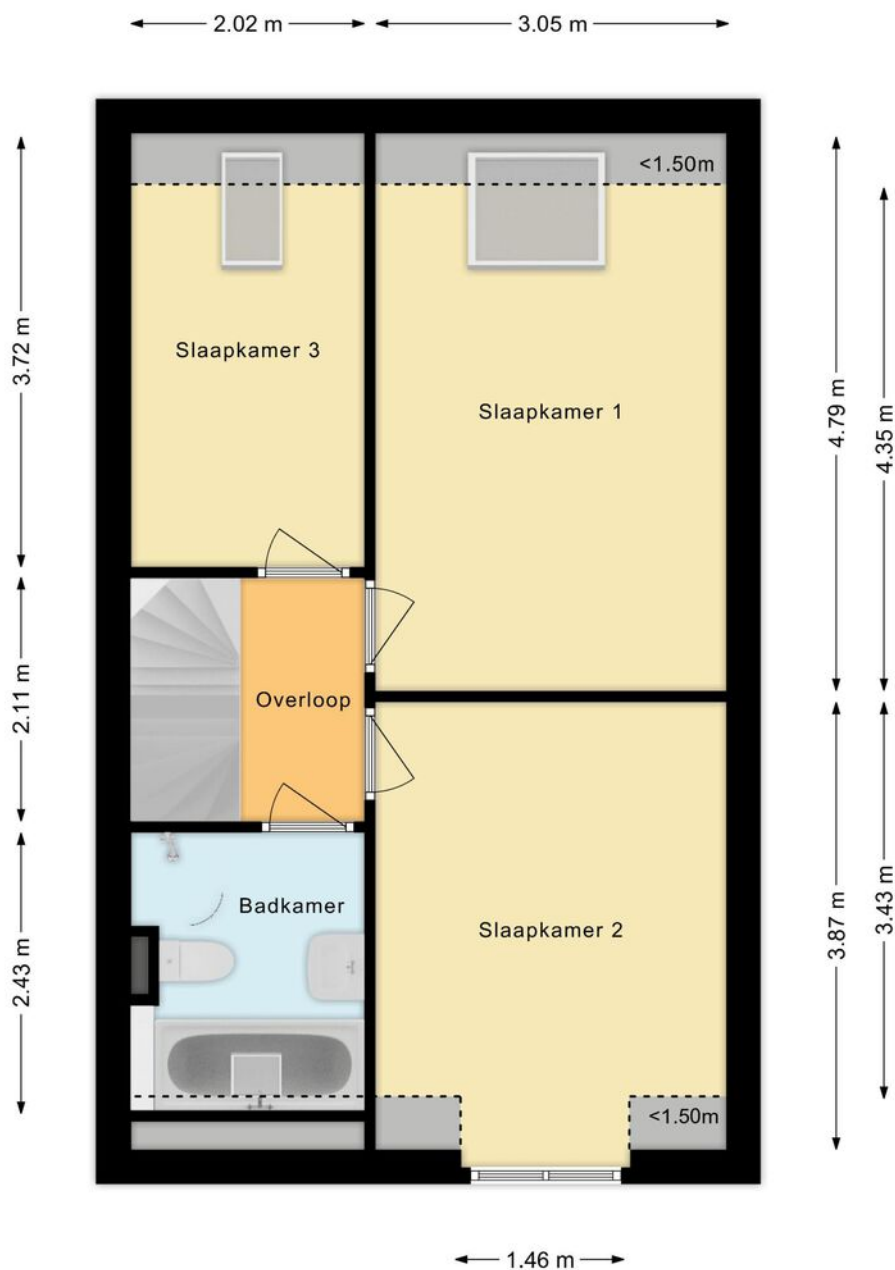 2.02 m
3.05 m
<1.50m
3.72 m
Slaapkamer 3
Slaapkamer 1
4.79 m
4.35 m
2.11 m
Overloop
Badkamer
Slaapkamer 2
2.43 m
3.87 m
3.43 m
<1.50m
1.46 m